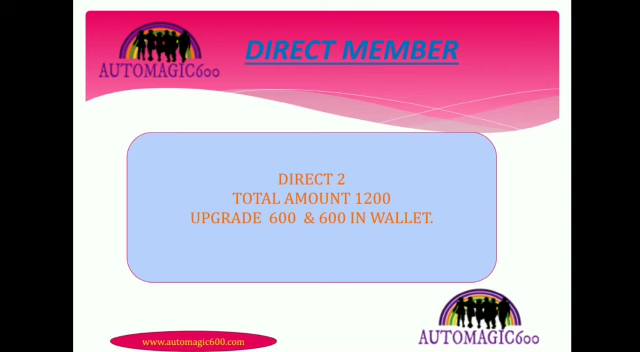 AUTOMAGIC600
DIRECT MEMBER
DIRECT 2
TOTAL AMOUNT 1200
UPGRADE 600 & 600 IN WALLET.
www.automagic600.com
AUTOMAGIC600